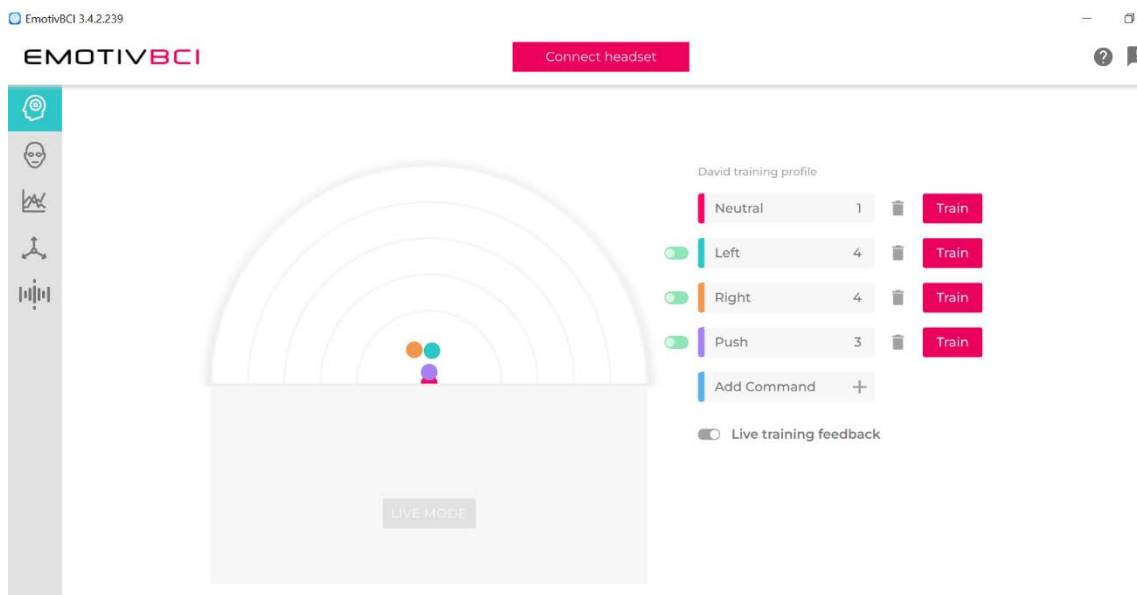 EmotivBCI 3.4.2.239
EMOTIVBCI
Connect headset
David training profile
Neutral 1 Train
Left 4 Train
Right 4 Train
Push 3 Train
Add Command +
Live training feedback
LIVE MODE